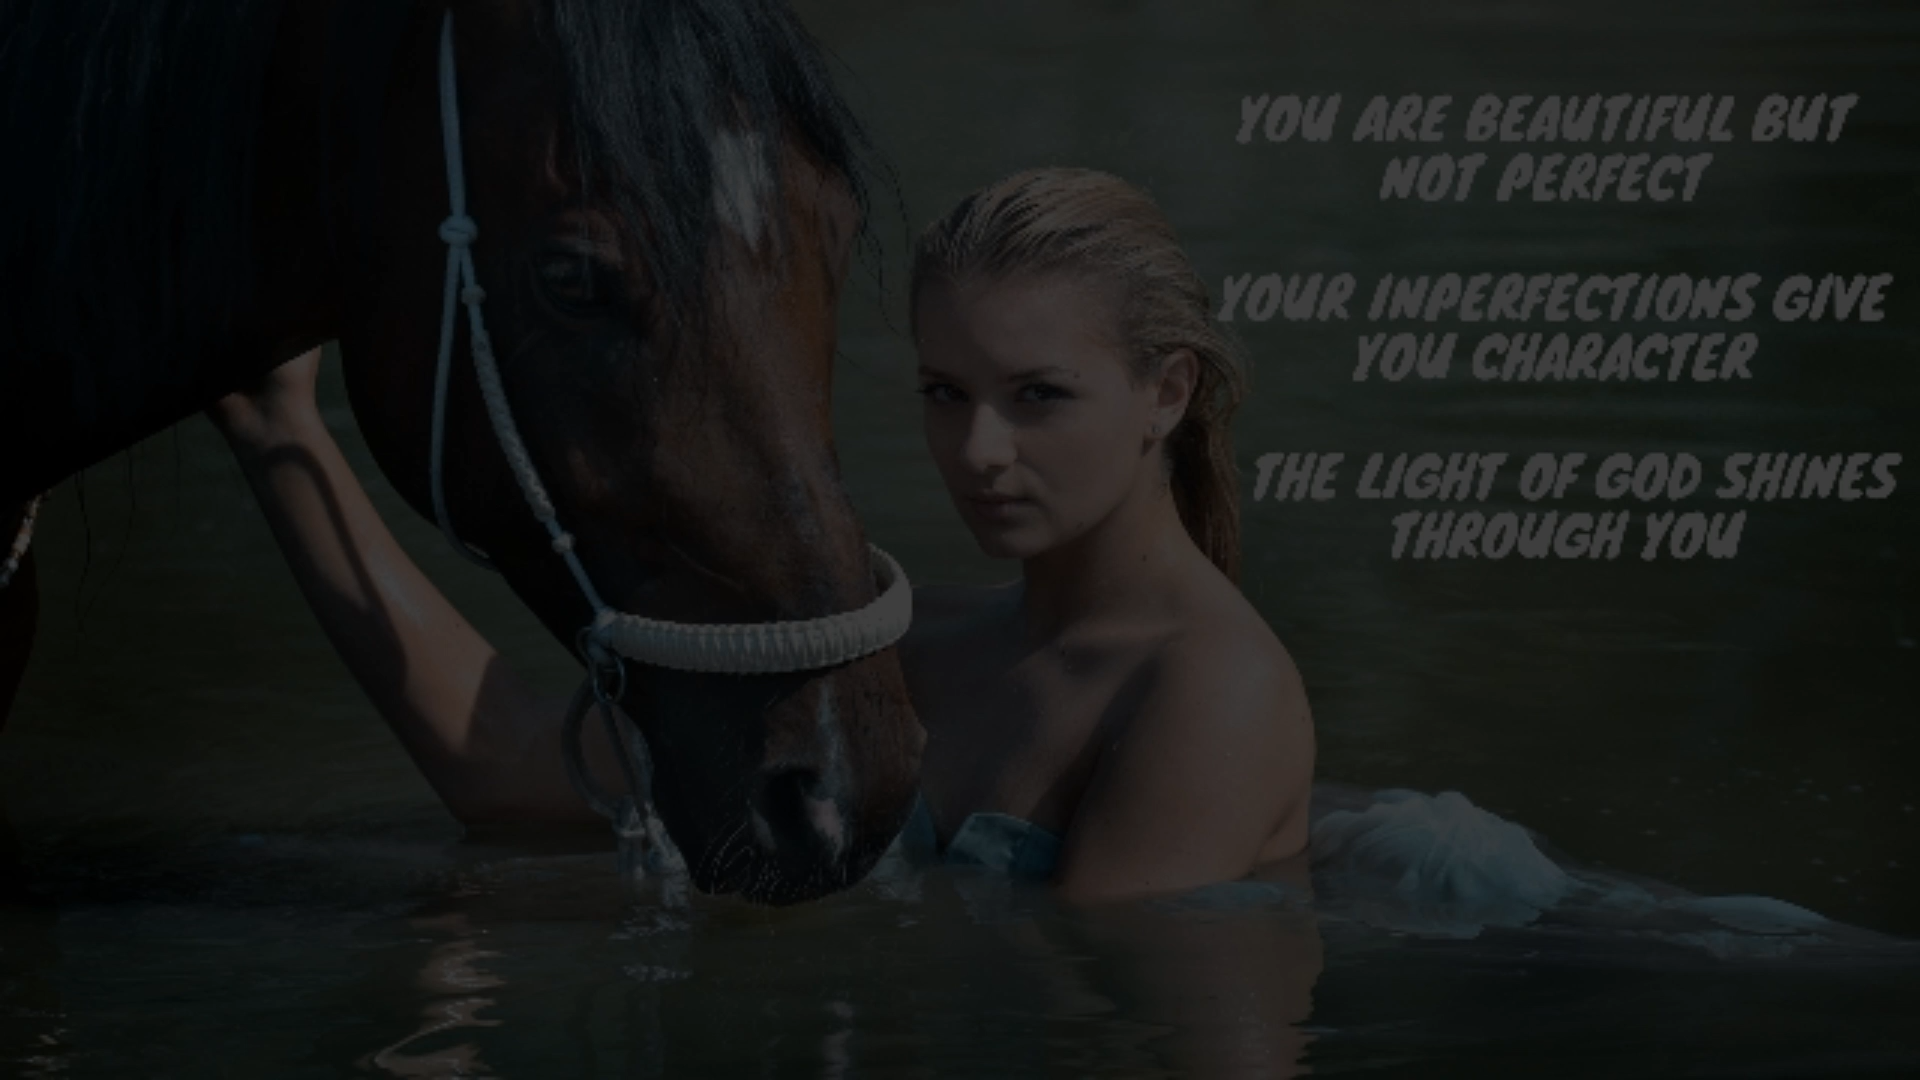 YOU ARE BEAUTIFUL BUT
NOT PERFECT
YOUR INPERFECTIONS GIVE
YOU CHARACTER
THE LIGHT OF GOD SHINES
THROUGH YOU